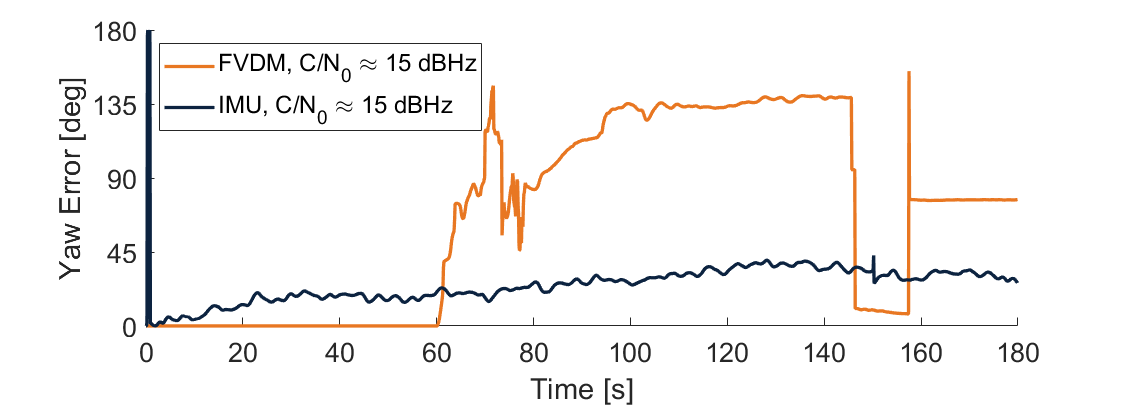 180
135
90
45
0
Yaw Error [deg]
FVDM, C/N₀ ≈ 15 dBHz
IMU, C/N₀ ≈ 15 dBHz
0 20 40 60 80 100 120 140 160 180
Time [s]